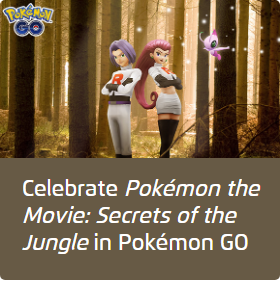 Pokémon
GO
R
Celebrate Pokémon the
Movie: Secrets of the
Jungle in Pokémon GO